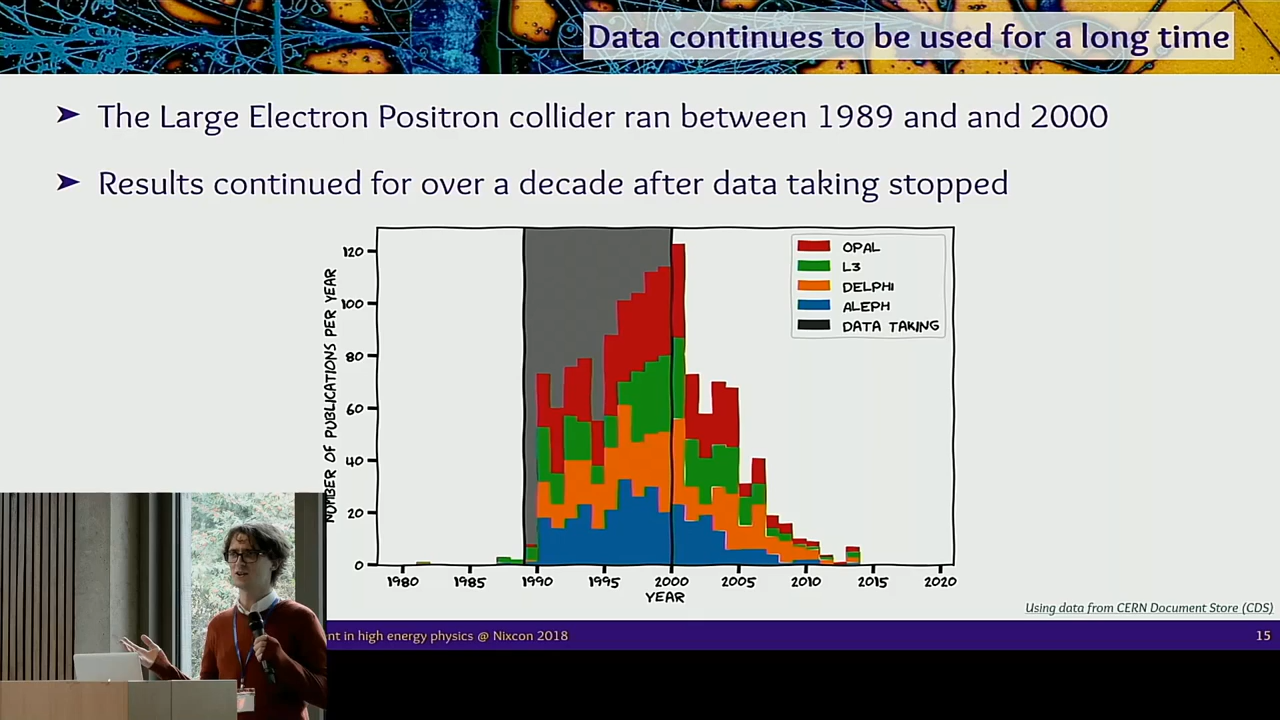 Data continues to be used for a long time
➤ The Large Electron Positron collider ran between 1989 and and 2000
➤ Results continued for over a decade after data taking stopped
NUMBER OF PUBLICATIONS PER YEAR
120
100
80
60
40
20
0
OPAL
L3
DELPHI
ALEPH
DATA TAKING
1980 1985 1990 1995 2000 2005 2010 2015 2020
YEAR
Using data from CERN Document Store (CDS)
nt in high energy physics @ Nixcon 2018
15